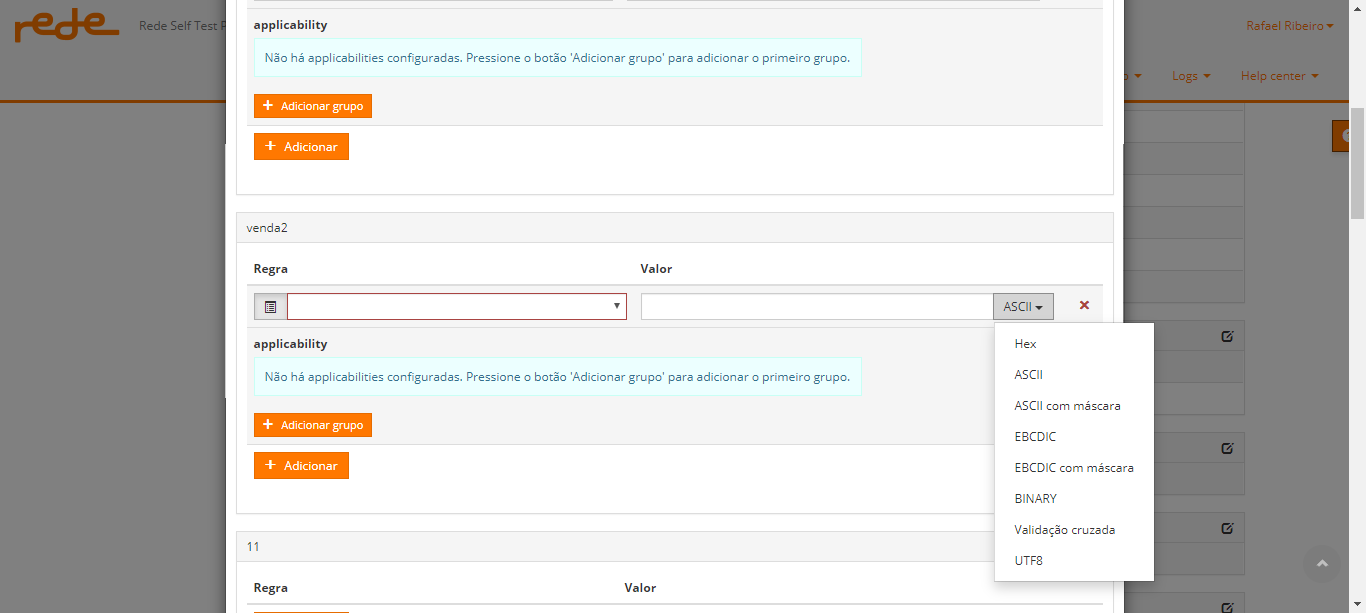 rede
Rede Self Test P
Rafael Ribeiro
Logs
Help center
applicability
Não há applicabilities configuradas. Pressione o botão 'Adicionar grupo' para adicionar o primeiro grupo.
+ Adicionar grupo
+ Adicionar
venda2
Regra Valor
ASCII
applicability
Não há applicabilities configuradas. Pressione o botão 'Adicionar grupo' para adicionar o primeiro grupo.
+ Adicionar grupo
+ Adicionar
Hex
ASCII
ASCII com máscara
EBCDIC
EBCDIC com máscara
BINARY
Validação cruzada
UTF8
11
Regra Valor